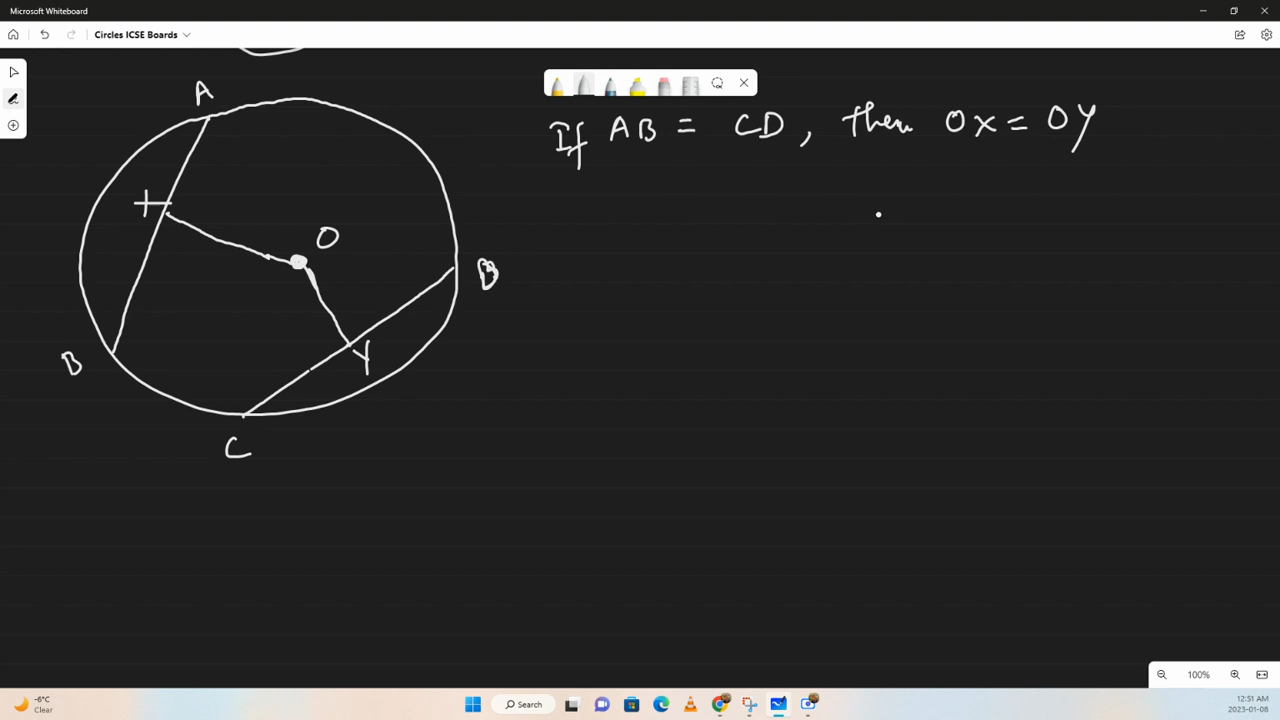 Microsoft Whiteboard
Circles ICSE Boards
A
If AB = CD, then OX = OY
O
D
B
Y
C
100%
-6°C
Clear
Search
12:51 AM
2023-01-08